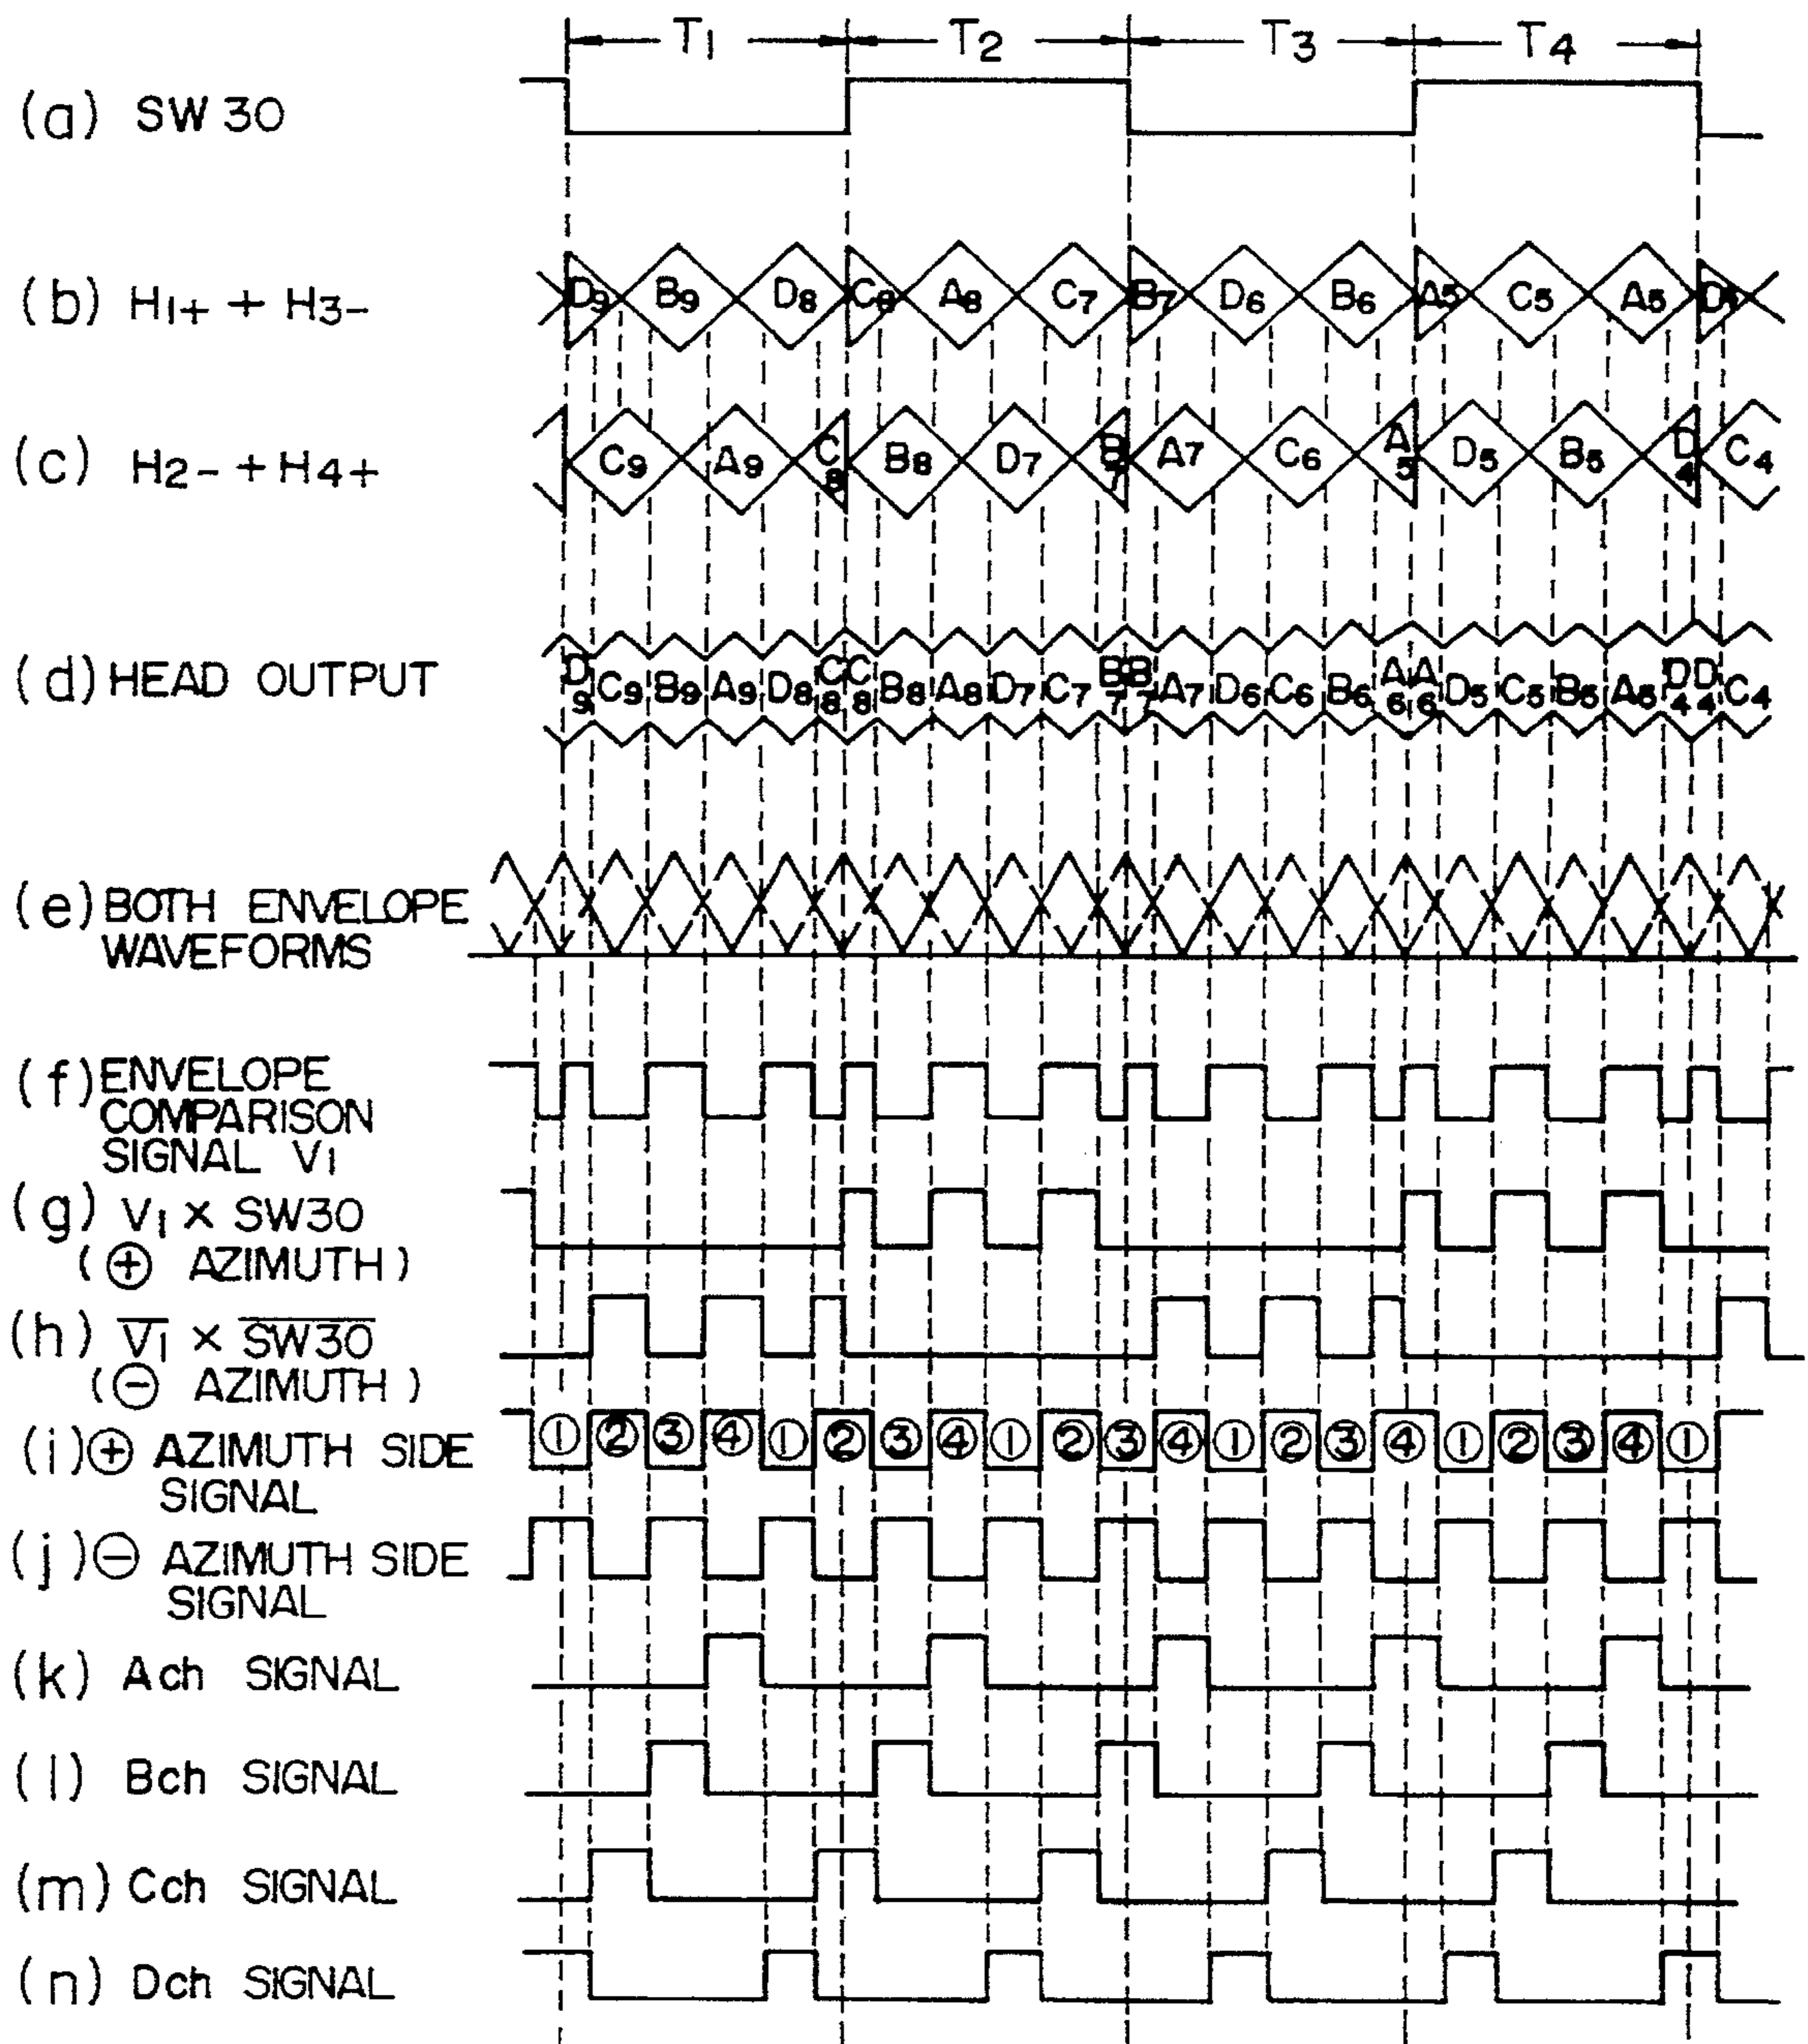 T1 T2 T3 T4
(a) SW 30
(b) H1+ + H3-
D9 B9 D8 C8 A8 C7 B7 D6 B6 A5 C5 A5
(c) H2- + H4+
C9 A9 C8 B8 D7 B7 A7 C6 A5 D5 B5 D4 C4
(d) HEAD OUTPUT
D9 C9 B9 A9 D8 C8 C8 B8 A8 D7 C7 B7 B7 A7 D6 C6 B6 A6 A6 D5 C5 B5 A5 D4 D4 C4
(e) BOTH ENVELOPE
WAVEFORMS
(f) ENVELOPE
COMPARISON
SIGNAL V1
(g) V1 × SW30
(⊕ AZIMUTH)
(h) V̅1̅ × S̅W̅3̅0̅
(⊖ AZIMUTH)
(i) ⊕ AZIMUTH SIDE
SIGNAL
① ② ③ ④ ① ② ③ ④ ① ② ③ ④ ① ② ③ ④ ① ② ③ ④ ①
(j) ⊖ AZIMUTH SIDE
SIGNAL
(k) Ach SIGNAL
(l) Bch SIGNAL
(m) Cch SIGNAL
(n) Dch SIGNAL